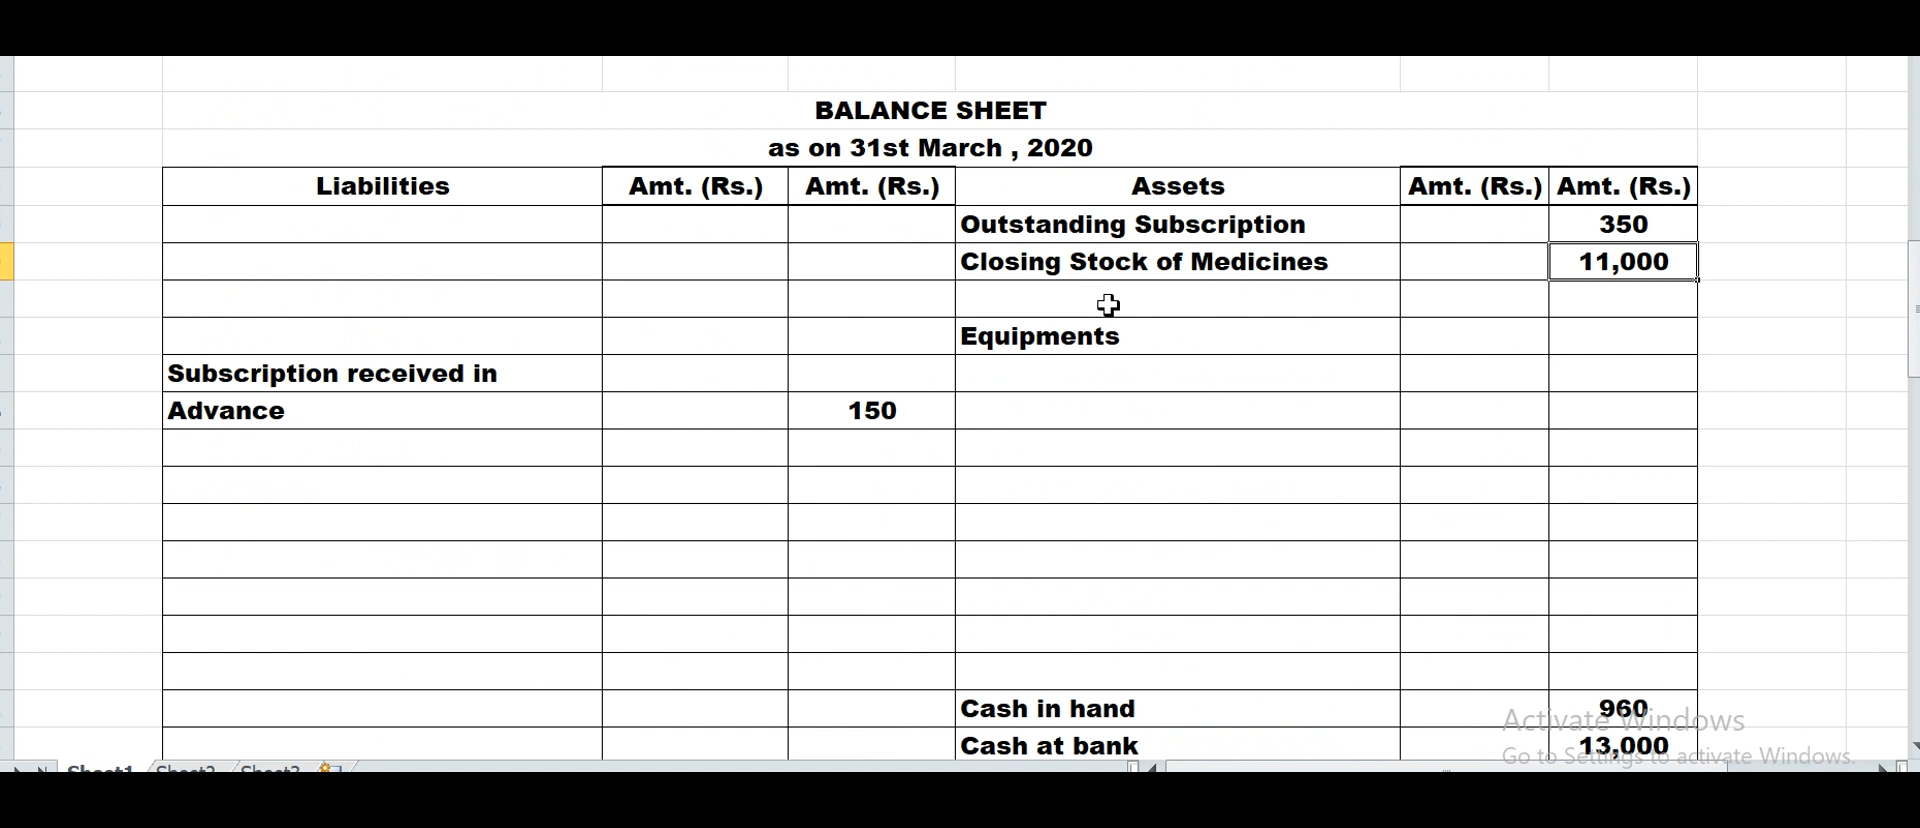 BALANCE SHEET
as on 31st March , 2020
Liabilities Amt. (Rs.) Amt. (Rs.) Assets Amt. (Rs.) Amt. (Rs.)
Outstanding Subscription 350
Closing Stock of Medicines 11,000
Equipments
Subscription received in
Advance 150
Cash in hand 960
Activate Windows
Cash at bank 13,000
Go to Settings to activate Windows.
Sheet1 Sheet2 Sheet3